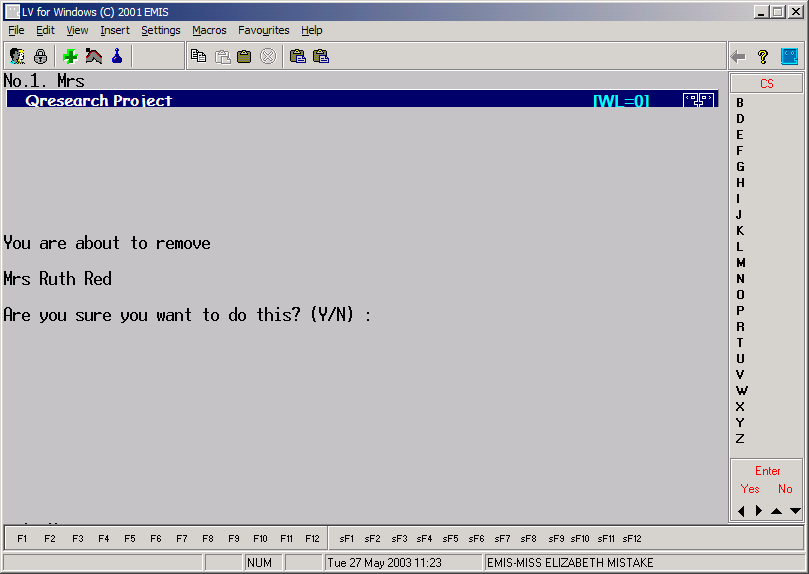 LV for Windows (C) 2001 EMIS
File Edit View Insert Settings Macros Favourites Help
No.1. Mrs
Qresearch Project [WL=0]
You are about to remove
Mrs Ruth Red
Are you sure you want to do this? (Y/N) :
CS
B
D
E
F
G
H
I
J
K
L
M
N
O
P
R
T
U
V
W
X
Y
Z
Enter
Yes No
F1 F2 F3 F4 F5 F6 F7 F8 F9 F10 F11 F12 sF1 sF2 sF3 sF4 sF5 sF6 sF7 sF8 sF9 sF10 sF11 sF12
NUM Tue 27 May 2003 11:23 EMIS-MISS ELIZABETH MISTAKE